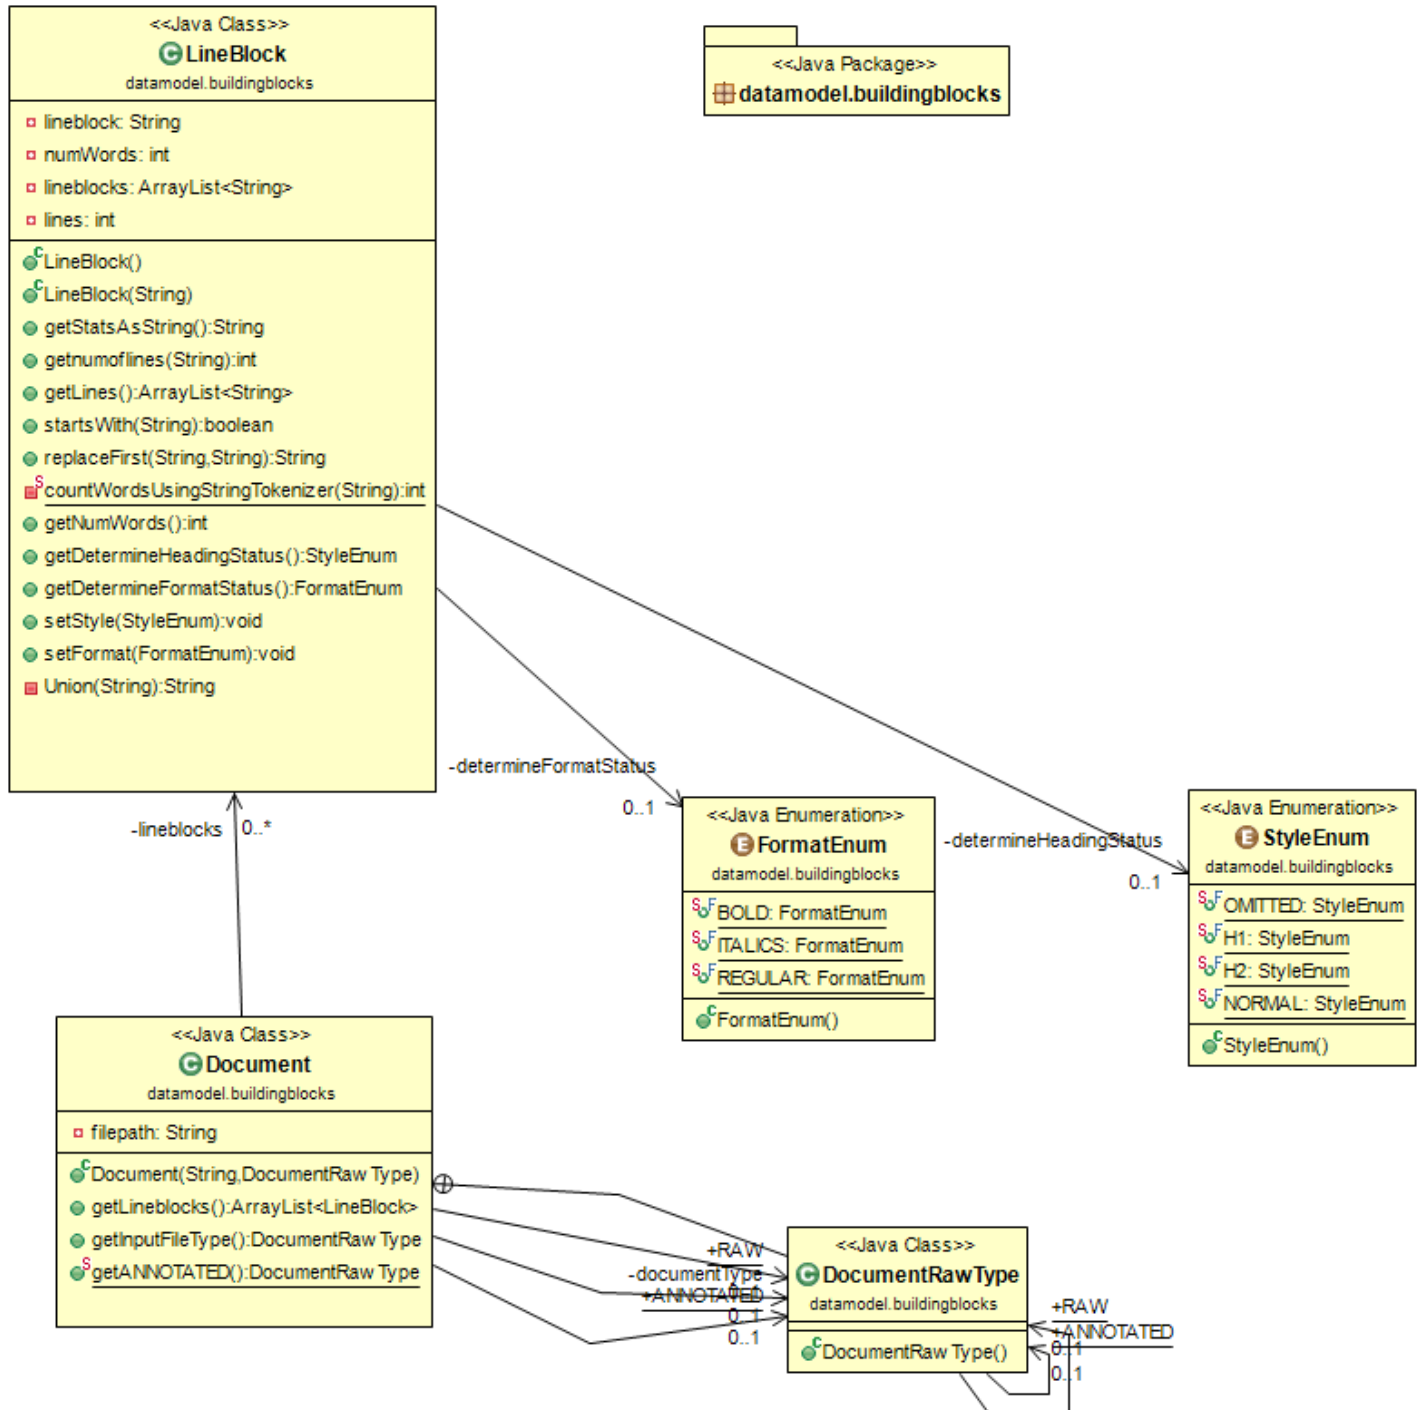 <<Java Class>>
LineBlock
datamodel.buildingblocks
lineblock: String
numWords: int
lineblocks: ArrayList<String>
lines: int
LineBlock()
LineBlock(String)
getStatsAsString():String
getnumoflines(String):int
getLines():ArrayList<String>
startsWith(String):boolean
replaceFirst(String,String):String
countWordsUsingStringTokenizer(String):int
getNumWords():int
getDetermineHeadingStatus():StyleEnum
getDetermineFormatStatus():FormatEnum
setStyle(StyleEnum):void
setFormat(FormatEnum):void
Union(String):String
<<Java Package>>
datamodel.buildingblocks
-determineFormatStatus
0..1
-lineblocks
0..*
<<Java Enumeration>>
FormatEnum
datamodel.buildingblocks
BOLD: FormatEnum
ITALICS: FormatEnum
REGULAR: FormatEnum
FormatEnum()
-determineHeadingStatus
0..1
<<Java Enumeration>>
StyleEnum
datamodel.buildingblocks
OMITTED: StyleEnum
H1: StyleEnum
H2: StyleEnum
NORMAL: StyleEnum
StyleEnum()
<<Java Class>>
Document
datamodel.buildingblocks
filepath: String
Document(String,DocumentRawType)
getLineblocks():ArrayList<LineBlock>
getInputFileType():DocumentRawType
getANNOTATED():DocumentRawType
+RAW
-documentType
0..1
+ANNOTATED
0..1
0..1
<<Java Class>>
DocumentRawType
datamodel.buildingblocks
DocumentRawType()
+RAW
+ANNOTATED
0..1
0..1